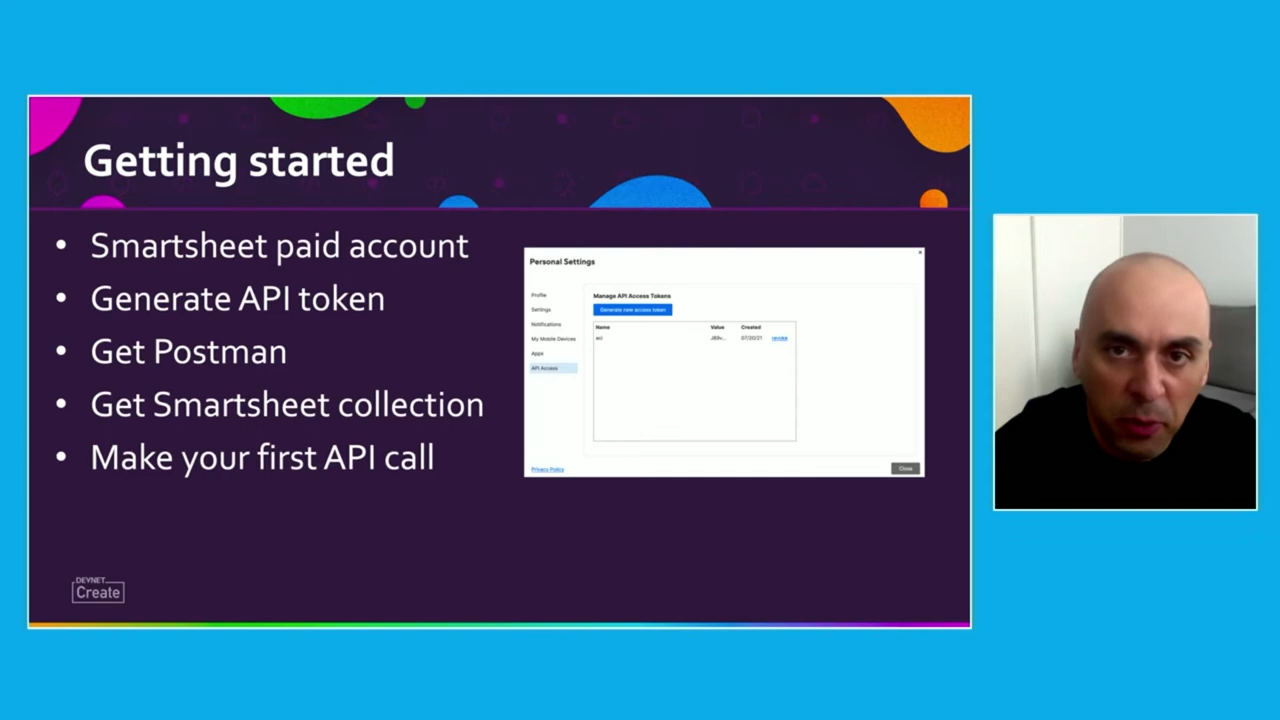 Getting started
• Smartsheet paid account
• Generate API token
• Get Postman
• Get Smartsheet collection
• Make your first API call
Personal Settings
Profile
Settings
Notifications
My Mobile Devices
Apps
API Access
Manage API Access Tokens
Generate new access token
Name Value Created
07/20/21 revoke
Privacy Policy
Close
DEVNET
Create